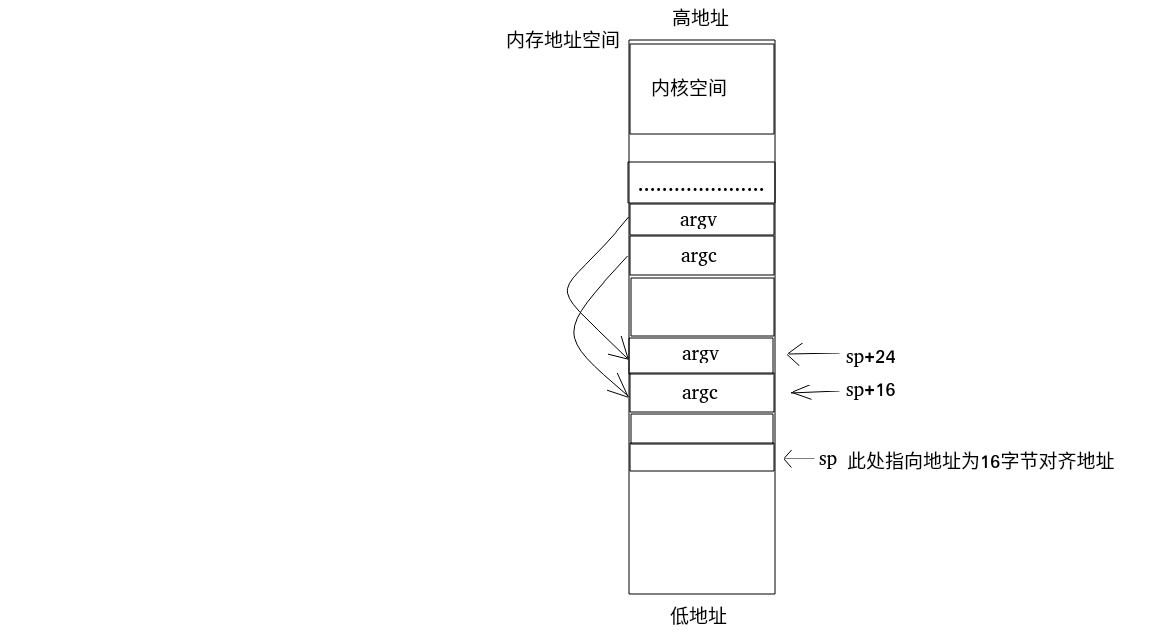 高地址
内存地址空间
内核空间
.....................
argv
argc
argv
sp+24
argc
sp+16
sp 此处指向地址为16字节对齐地址
低地址